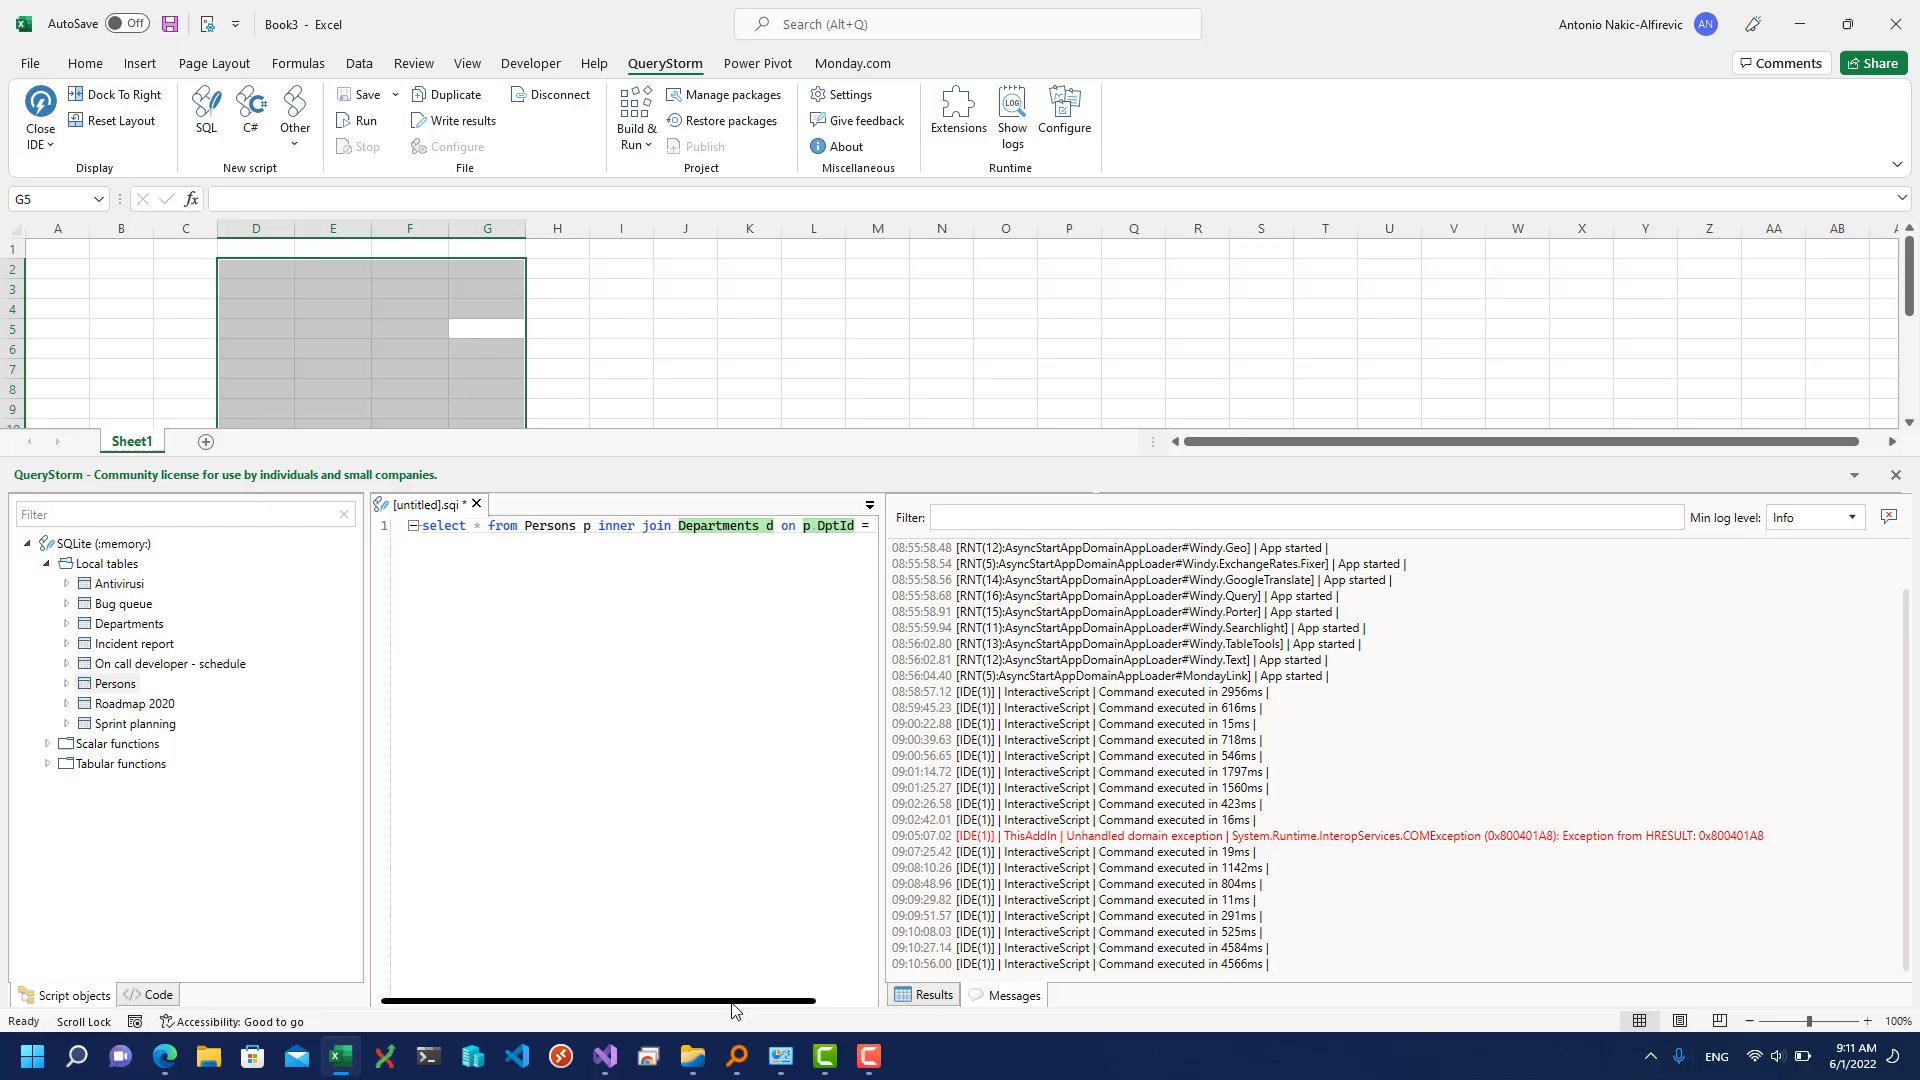 AutoSave Off Book3 - Excel Search (Alt+Q) Antonio Nakic-Alfirevic AN
File Home Insert Page Layout Formulas Data Review View Developer Help QueryStorm Power Pivot Monday.com Comments Share
Close IDE Dock To Right Reset Layout Display
SQL C# Other New script
Save Duplicate Disconnect
Run Write results
Stop Configure
File
Build & Run Manage packages
Restore packages
Publish
Project
Settings
Give feedback
About
Miscellaneous
Extensions Show logs Configure
Runtime
G5 fx
A B C D E F G H I J K L M N O P Q R S T U V W X Y Z AA AB
1
2
3
4
5
6
7
8
9
Sheet1
QueryStorm - Community license for use by individuals and small companies.
Filter
SQLite (:memory:)
Local tables
Antivirusi
Bug queue
Departments
Incident report
On call developer - schedule
Persons
Roadmap 2020
Sprint planning
Scalar functions
Tabular functions
Script objects </> Code
[untitled].sqi *
1 select * from Persons p inner join Departments d on p.DptId =
Filter: Min log level: Info
08:55:58.48 [RNT(12):AsyncStartAppDomainAppLoader#Windy.Geo] | App started |
08:55:58.54 [RNT(5):AsyncStartAppDomainAppLoader#Windy.ExchangeRates.Fixer] | App started |
08:55:58.56 [RNT(14):AsyncStartAppDomainAppLoader#Windy.GoogleTranslate] | App started |
08:55:58.68 [RNT(16):AsyncStartAppDomainAppLoader#Windy.Query] | App started |
08:55:58.91 [RNT(15):AsyncStartAppDomainAppLoader#Windy.Porter] | App started |
08:55:59.94 [RNT(11):AsyncStartAppDomainAppLoader#Windy.Searchlight] | App started |
08:56:02.80 [RNT(13):AsyncStartAppDomainAppLoader#Windy.TableTools] | App started |
08:56:02.81 [RNT(12):AsyncStartAppDomainAppLoader#Windy.Text] | App started |
08:56:04.40 [RNT(5):AsyncStartAppDomainAppLoader#MondayLink] | App started |
08:58:57.12 [IDE(1)] | InteractiveScript | Command executed in 2956ms |
08:59:45.23 [IDE(1)] | InteractiveScript | Command executed in 616ms |
09:00:22.88 [IDE(1)] | InteractiveScript | Command executed in 15ms |
09:00:39.63 [IDE(1)] | InteractiveScript | Command executed in 718ms |
09:00:56.65 [IDE(1)] | InteractiveScript | Command executed in 546ms |
09:01:14.72 [IDE(1)] | InteractiveScript | Command executed in 1797ms |
09:01:25.27 [IDE(1)] | InteractiveScript | Command executed in 1560ms |
09:02:26.58 [IDE(1)] | InteractiveScript | Command executed in 423ms |
09:02:42.01 [IDE(1)] | InteractiveScript | Command executed in 16ms |
09:05:07.02 [IDE(1)] | ThisAddIn | Unhandled domain exception | System.Runtime.InteropServices.COMException (0x800401A8): Exception from HRESULT: 0x800401A8
09:07:25.42 [IDE(1)] | InteractiveScript | Command executed in 19ms |
09:08:10.26 [IDE(1)] | InteractiveScript | Command executed in 1142ms |
09:08:48.96 [IDE(1)] | InteractiveScript | Command executed in 804ms |
09:09:29.82 [IDE(1)] | InteractiveScript | Command executed in 11ms |
09:09:51.57 [IDE(1)] | InteractiveScript | Command executed in 291ms |
09:10:08.03 [IDE(1)] | InteractiveScript | Command executed in 525ms |
09:10:27.14 [IDE(1)] | InteractiveScript | Command executed in 4584ms |
09:10:56.00 [IDE(1)] | InteractiveScript | Command executed in 4566ms |
Results Messages
Ready Scroll Lock Accessibility: Good to go 100%
ENG 9:11 AM
6/1/2022